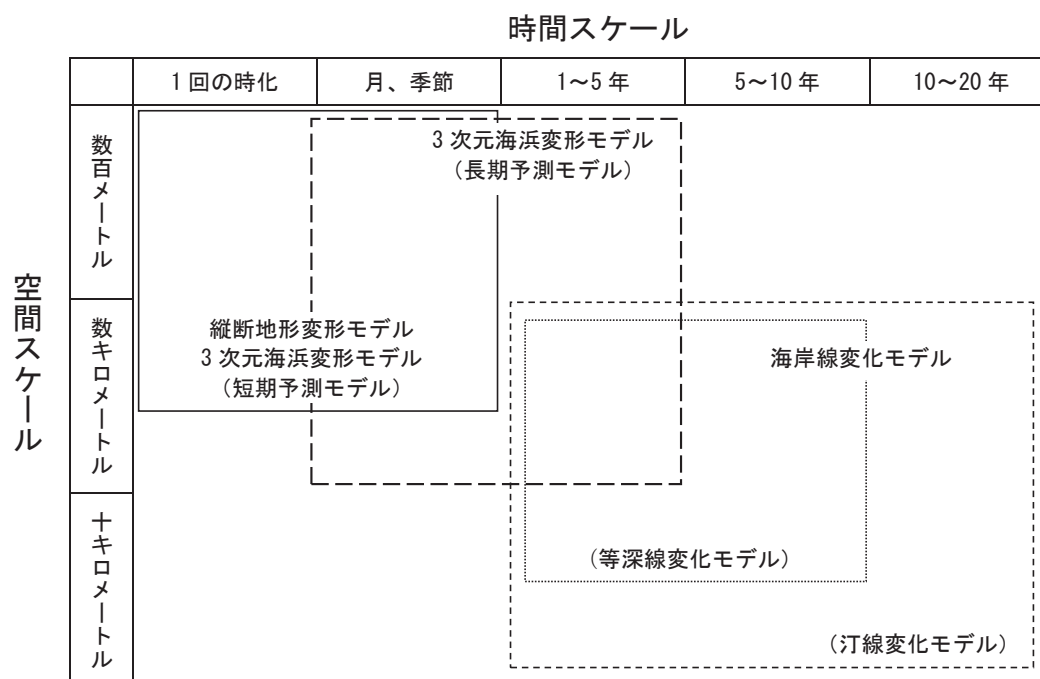 時間スケール
1回の時化
月、季節
1～5年
5～10年
10～20年
空間スケール
数百メートル
数キロメートル
十キロメートル
3次元海浜変形モデル
(長期予測モデル)
縦断地形変形モデル
3次元海浜変形モデル
(短期予測モデル)
海岸線変化モデル
(等深線変化モデル)
(汀線変化モデル)